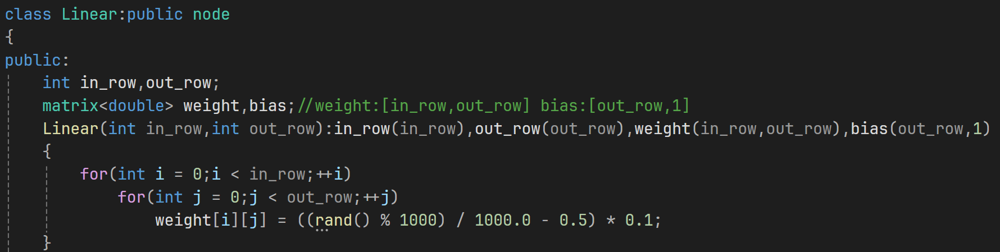 class Linear:public node
{
public:
    int in_row,out_row;
    matrix<double> weight,bias;//weight:[in_row,out_row] bias:[out_row,1]
    Linear(int in_row,int out_row):in_row(in_row),out_row(out_row),weight(in_row,out_row),bias(out_row,1)
    {
        for(int i = 0;i < in_row;++i)
            for(int j = 0;j < out_row;++j)
                weight[i][j] = ((rand() % 1000) / 1000.0 - 0.5) * 0.1;
    }